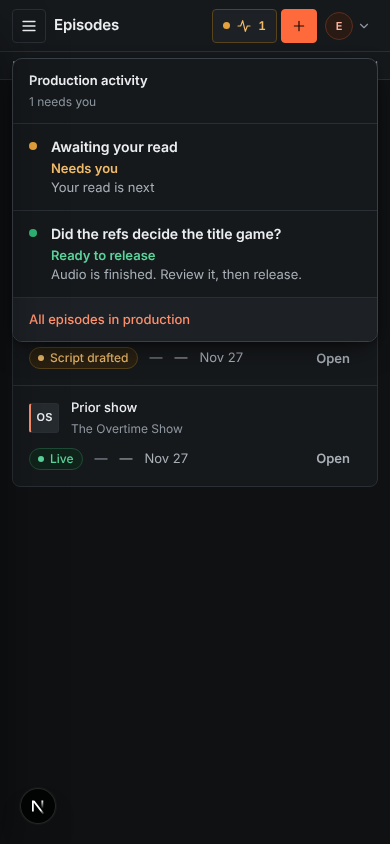 Episodes
1
E
Production activity
1 needs you
Awaiting your read
Needs you
Your read is next
Did the refs decide the title game?
Ready to release
Audio is finished. Review it, then release.
All episodes in production
Script drafted — — Nov 27 Open
OS
Prior show
The Overtime Show
Live — — Nov 27 Open
N